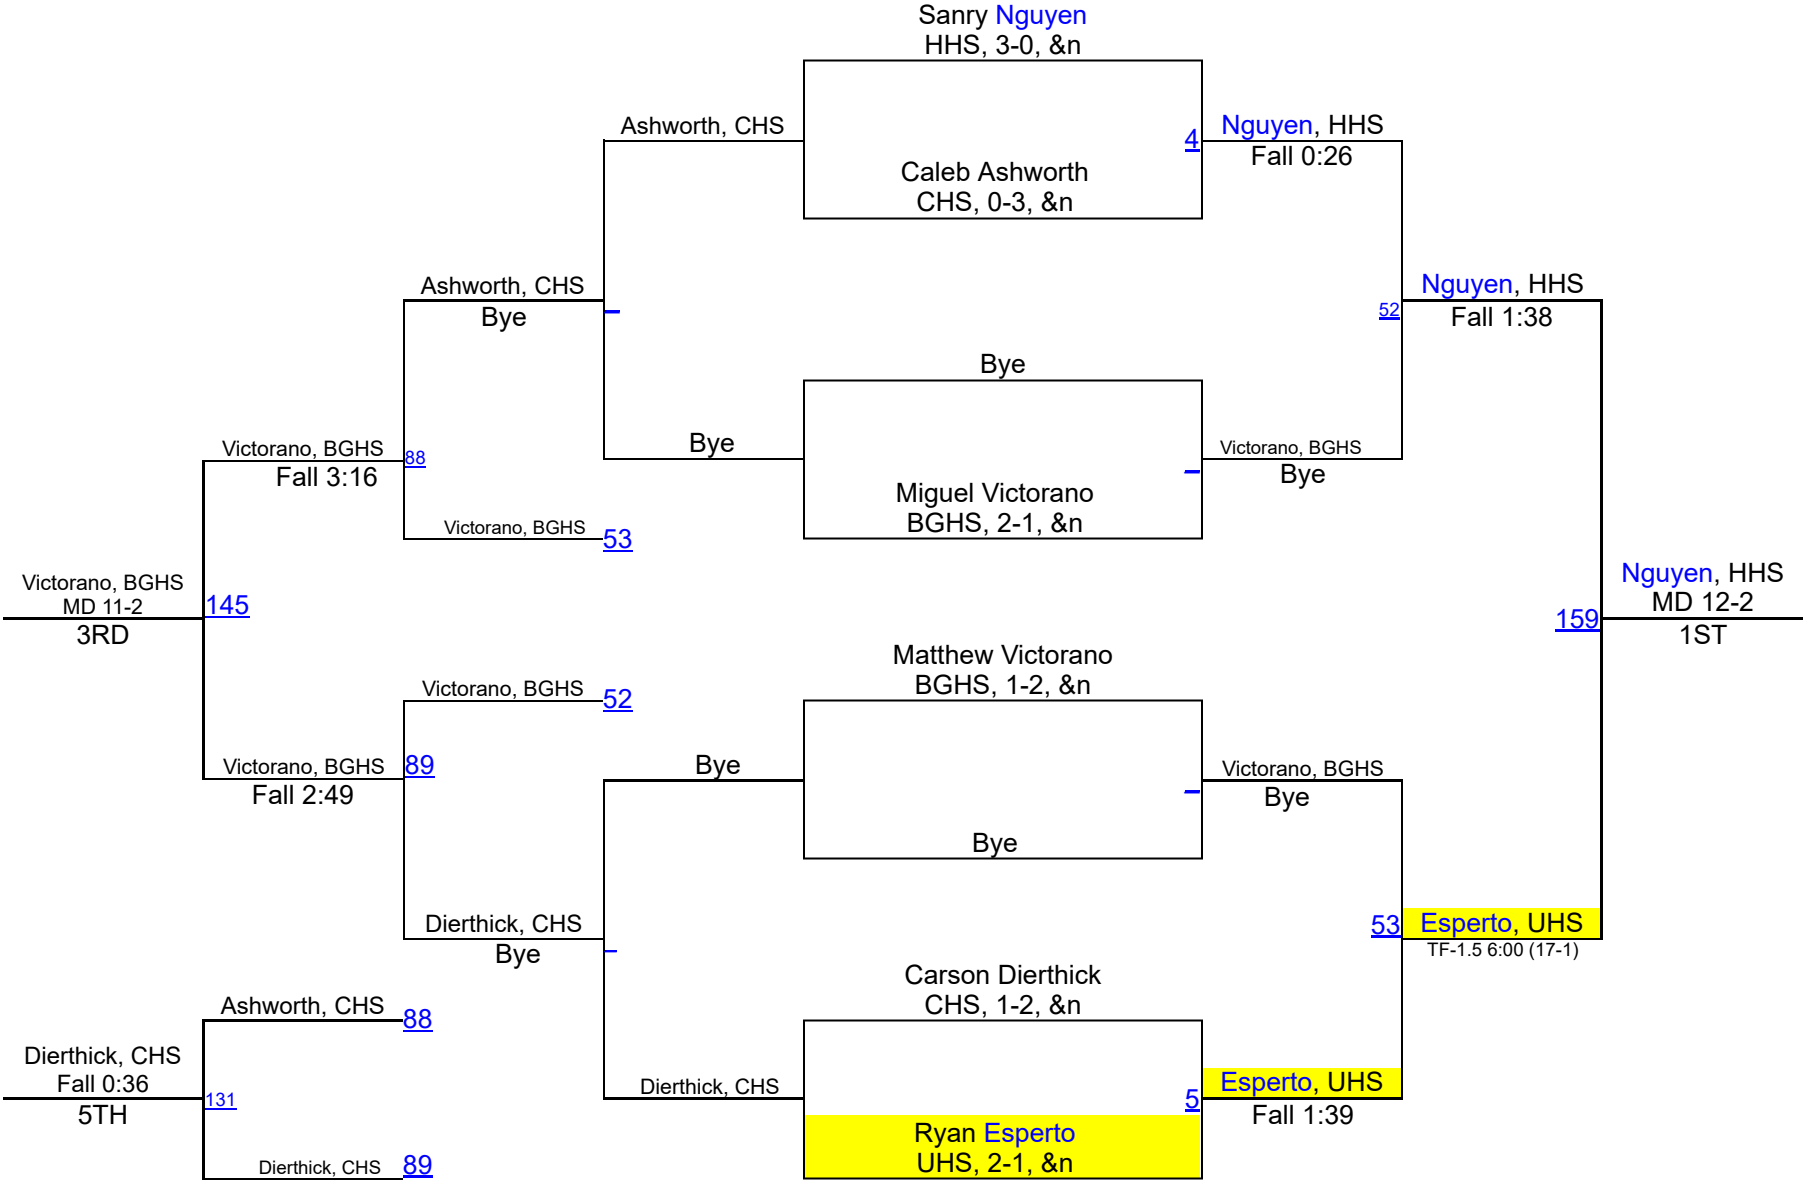 Sanry Nguyen
HHS, 3-0, &n
Ashworth, CHS
4
Nguyen, HHS
Fall 0:26
Caleb Ashworth
CHS, 0-3, &n
Ashworth, CHS
Bye
52
Nguyen, HHS
Fall 1:38
Bye
Victorano, BGHS
Fall 3:16
88
Bye
Victorano, BGHS
Bye
Miguel Victorano
BGHS, 2-1, &n
Victorano, BGHS
53
Victorano, BGHS
MD 11-2
3RD
145
159
Nguyen, HHS
MD 12-2
1ST
Matthew Victorano
BGHS, 1-2, &n
Victorano, BGHS
52
Victorano, BGHS
Fall 2:49
89
Bye
Victorano, BGHS
Bye
Bye
Dierthick, CHS
Bye
53
Esperto, UHS
TF-1.5 6:00 (17-1)
Carson Dierthick
CHS, 1-2, &n
Ashworth, CHS
88
Dierthick, CHS
Fall 0:36
5TH
131
Dierthick, CHS
5
Esperto, UHS
Fall 1:39
Ryan Esperto
UHS, 2-1, &n
Dierthick, CHS
89